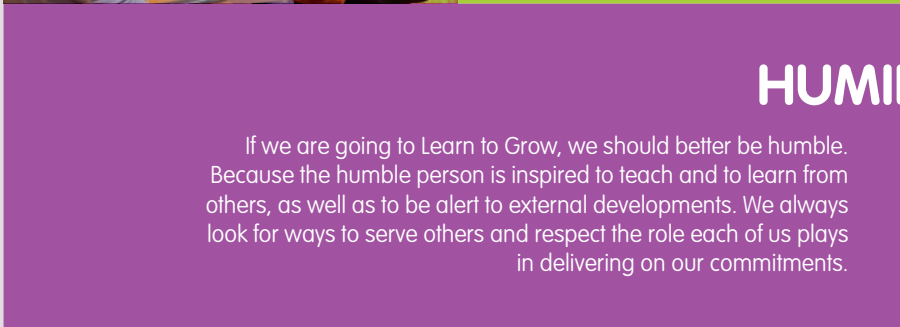 HUMI
If we are going to Learn to Grow, we should better be humble.
Because the humble person is inspired to teach and to learn from
others, as well as to be alert to external developments. We always
look for ways to serve others and respect the role each of us plays
in delivering on our commitments.